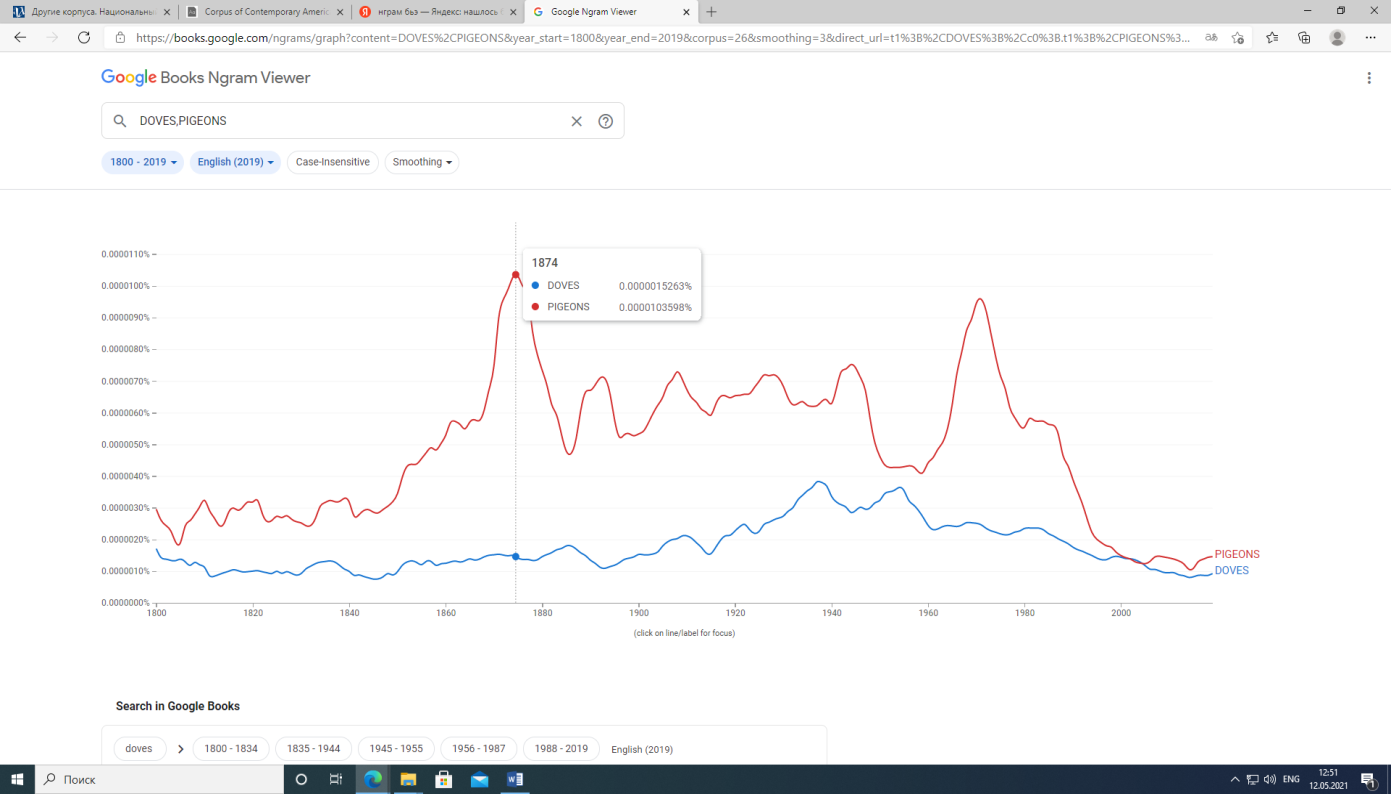 Другие корпуса. Национальны
Corpus of Contemporary Americ
нграм бьэ — Яндекс: нашлось
Google Ngram Viewer
https://books.google.com/ngrams/graph?content=DOVES%2CPIGEONS&year_start=1800&year_end=2019&corpus=26&smoothing=3&direct_url=t1%3B%2CDOVES%3B%2Cc0%3B.t1%3B%2CPIGEONS%3...
Google Books Ngram Viewer
DOVES,PIGEONS
1800 - 2019 English (2019) Case-Insensitive Smoothing
0.0000110%
0.0000100%
0.0000090%
0.0000080%
0.0000070%
0.0000060%
0.0000050%
0.0000040%
0.0000030%
0.0000020%
0.0000010%
0.0000000%
1874
DOVES 0.0000015263%
PIGEONS 0.0000103598%
PIGEONS
DOVES
1800 1820 1840 1860 1880 1900 1920 1940 1960 1980 2000
(click on line/label for focus)
Search in Google Books
doves 1800 - 1834 1835 - 1944 1945 - 1955 1956 - 1987 1988 - 2019 English (2019)
Поиск
ENG
12:51
12.05.2021
1